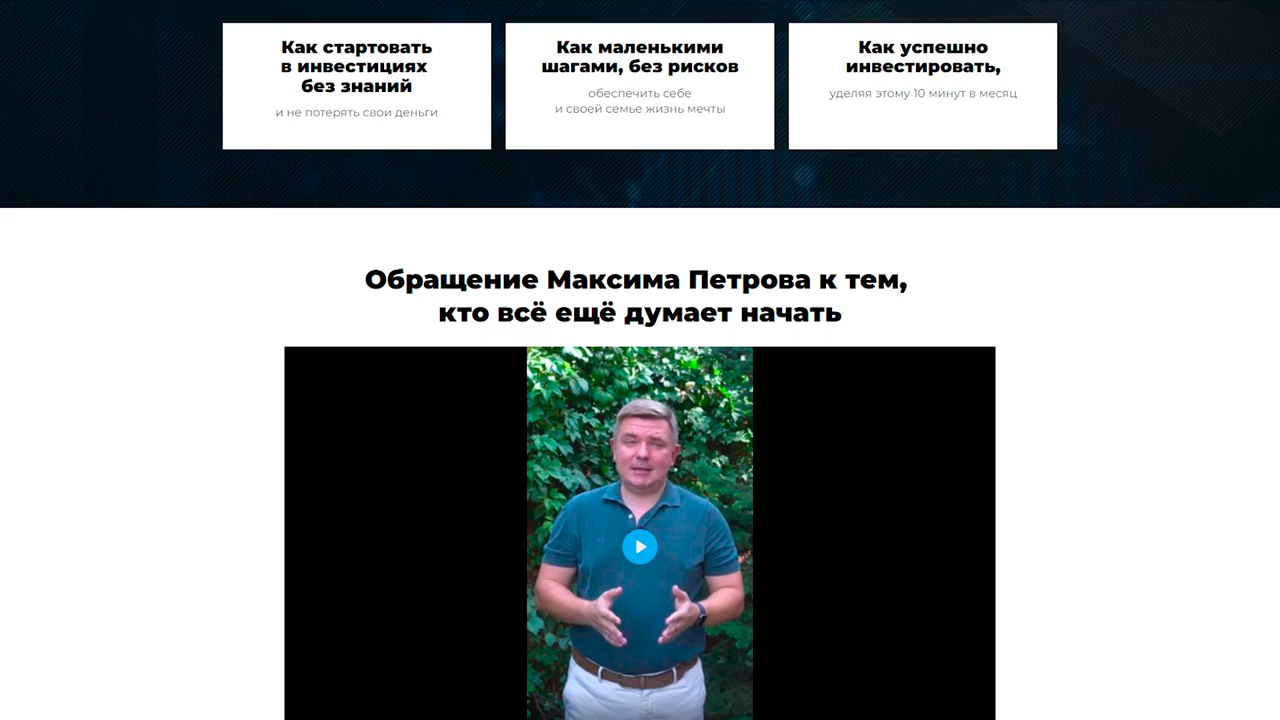 Как стартовать
в инвестициях
без знаний
и не потерять свои деньги
Как маленькими
шагами, без рисков
обеспечить себе
и своей семье жизнь мечты
Как успешно
инвестировать,
уделяя этому 10 минут в месяц
Обращение Максима Петрова к тем,
кто всё ещё думает начать